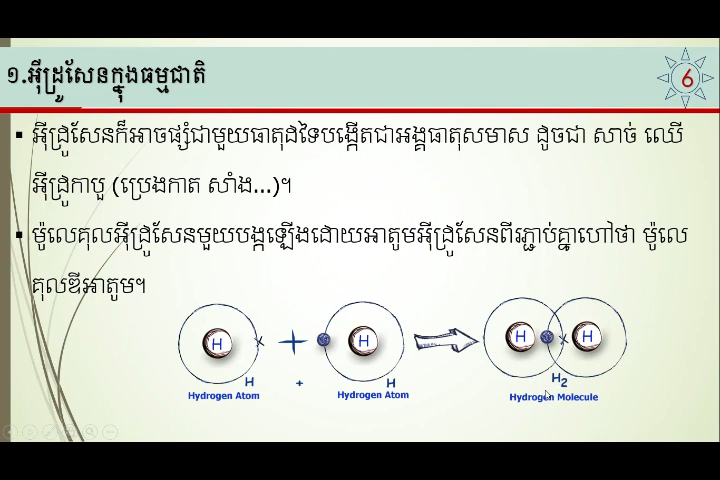 ១.អ៊ីដ្រូសែនក្នុងធម្មជាតិ
6
▪ អ៊ីដ្រូសែនក៏អាចផ្សំជាមួយធាតុដទៃបង្កើតជាអង្គធាតុសមាស ដូចជា សាច់ ឈើ
អ៊ីដ្រូកាបួ (ប្រេងកាត សាំង...)។
▪ ម៉ូលេគុលអ៊ីដ្រូសែនមួយបង្កឡើងដោយអាតូមអ៊ីដ្រូសែនពីរភ្ជាប់គ្នាហៅថា ម៉ូលេ
គុលឌីអាតូម។
H X + H H X H
H + H H2
Hydrogen Atom Hydrogen Atom Hydrogen Molecule